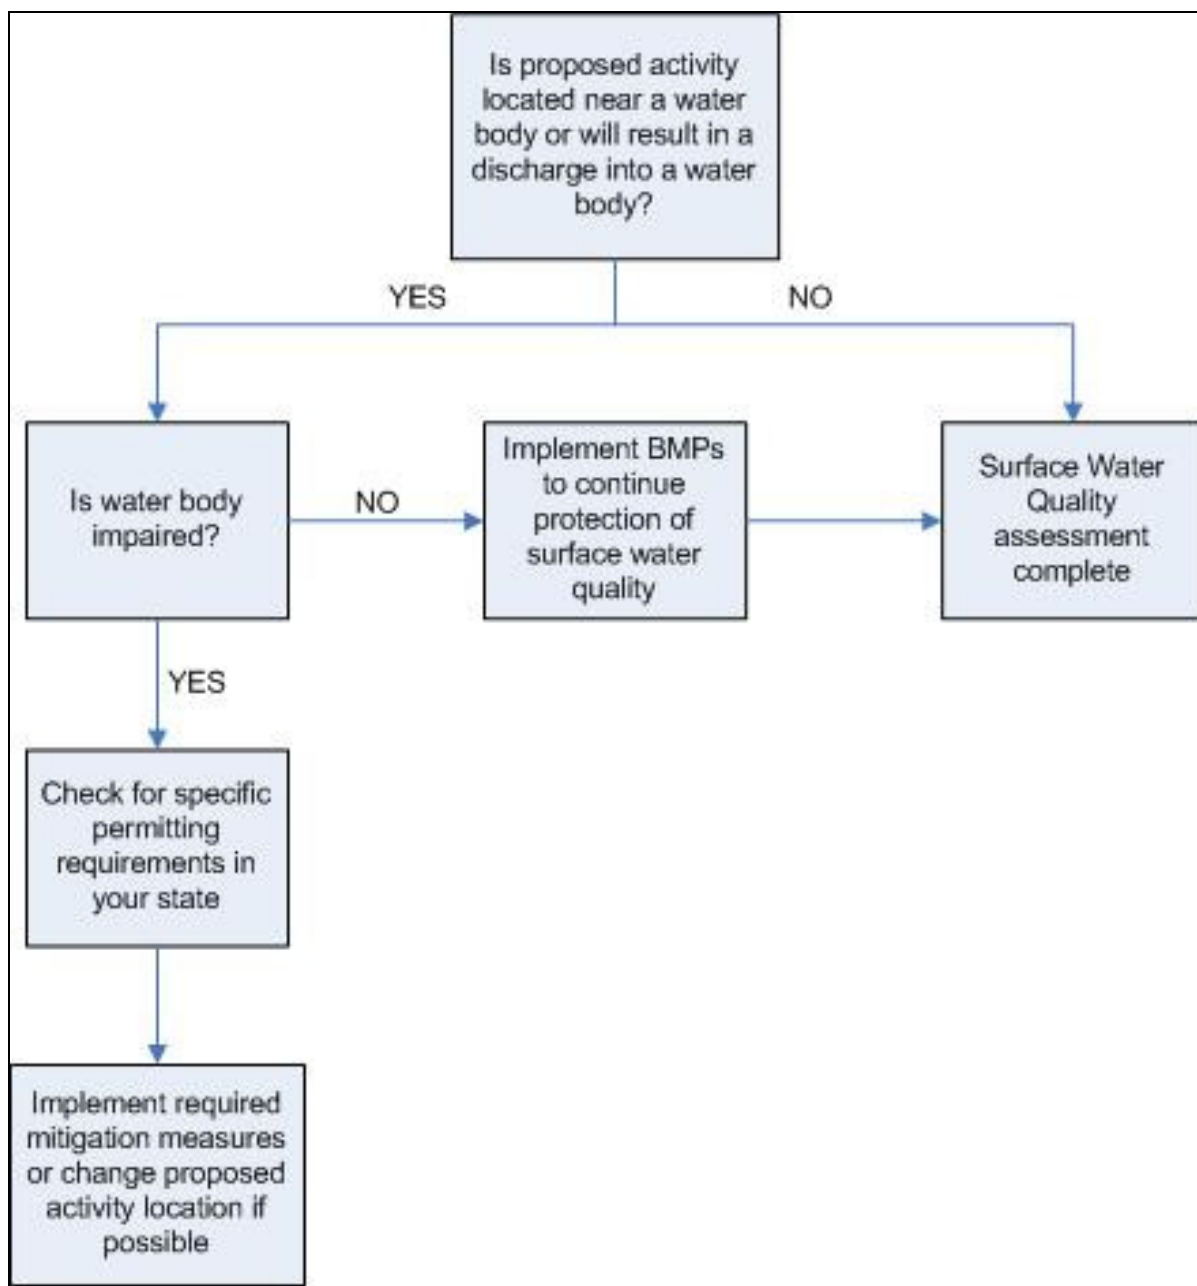 Is proposed activity
located near a water
body or will result in a
discharge into a water
body?
YES
NO
Is water body
impaired?
NO
Implement BMPs
to continue
protection of
surface water
quality
Surface Water
Quality
assessment
complete
YES
Check for specific
permitting
requirements in
your state
Implement required
mitigation measures
or change proposed
activity location if
possible